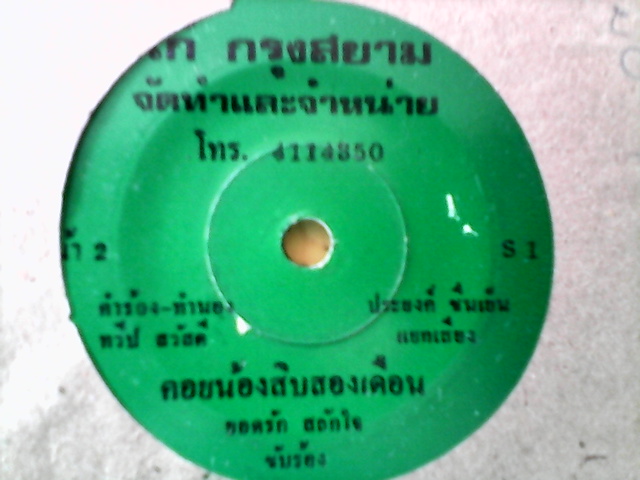 กรุงสยาม
จัดทำและจำหน่าย
โทร. 4114350
2
S 1
คำร้อง-ทำนอง
ทวีป สวัสดี
ประยงค์ ชื่นเย็น
แยกเสียง
คอยน้องสิบสองเดือน
ยอดรัก สลักใจ
ขับร้อง